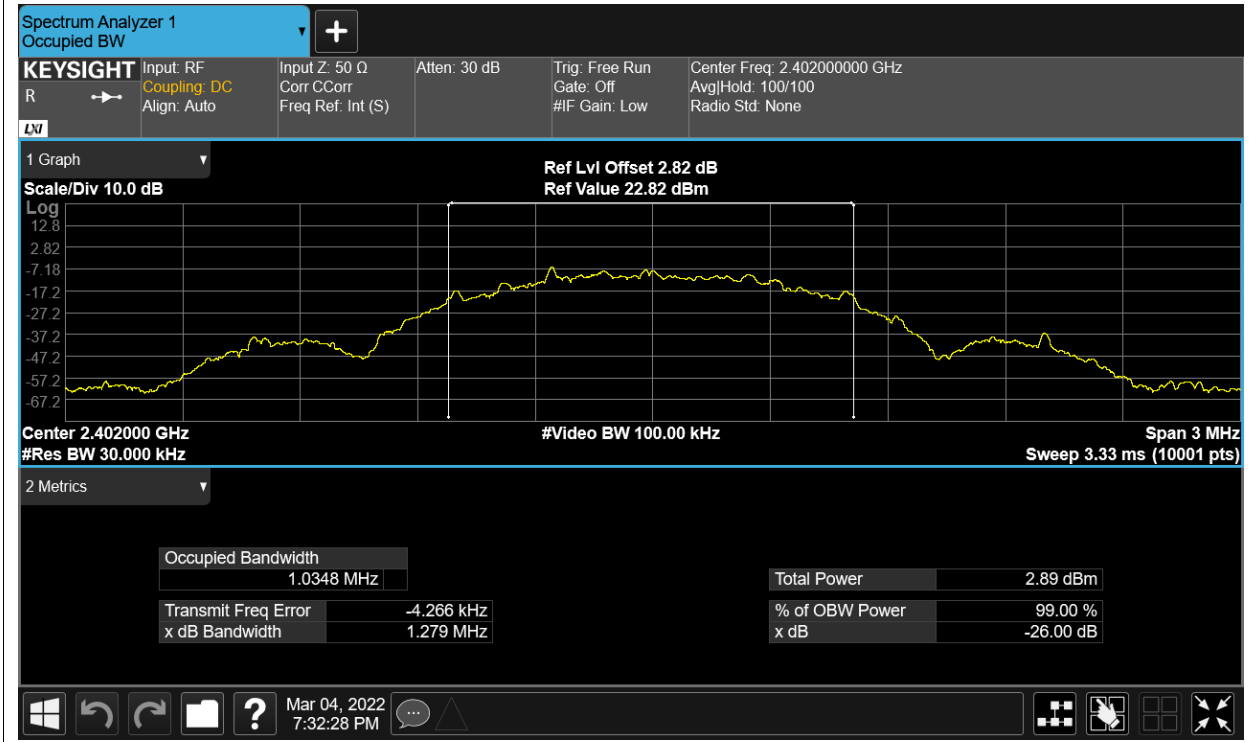 Spectrum Analyzer 1
Occupied BW
KEYSIGHT
R
LXI
Input: RF
Coupling: DC
Align: Auto
Input Z: 50 Ω
Corr CCorr
Freq Ref: Int (S)
Atten: 30 dB
Trig: Free Run
Gate: Off
#IF Gain: Low
Center Freq: 2.402000000 GHz
Avg|Hold: 100/100
Radio Std: None
1 Graph
Scale/Div 10.0 dB
Ref Lvl Offset 2.82 dB
Ref Value 22.82 dBm
Log
12.8
2.82
-7.18
-17.2
-27.2
-37.2
-47.2
-57.2
-67.2
Center 2.402000 GHz
#Video BW 100.00 kHz
Span 3 MHz
#Res BW 30.000 kHz
Sweep 3.33 ms (10001 pts)
2 Metrics
Occupied Bandwidth
1.0348 MHz
Total Power 2.89 dBm
Transmit Freq Error -4.266 kHz
% of OBW Power 99.00 %
x dB Bandwidth 1.279 MHz
x dB -26.00 dB
?
Mar 04, 2022
7:32:28 PM